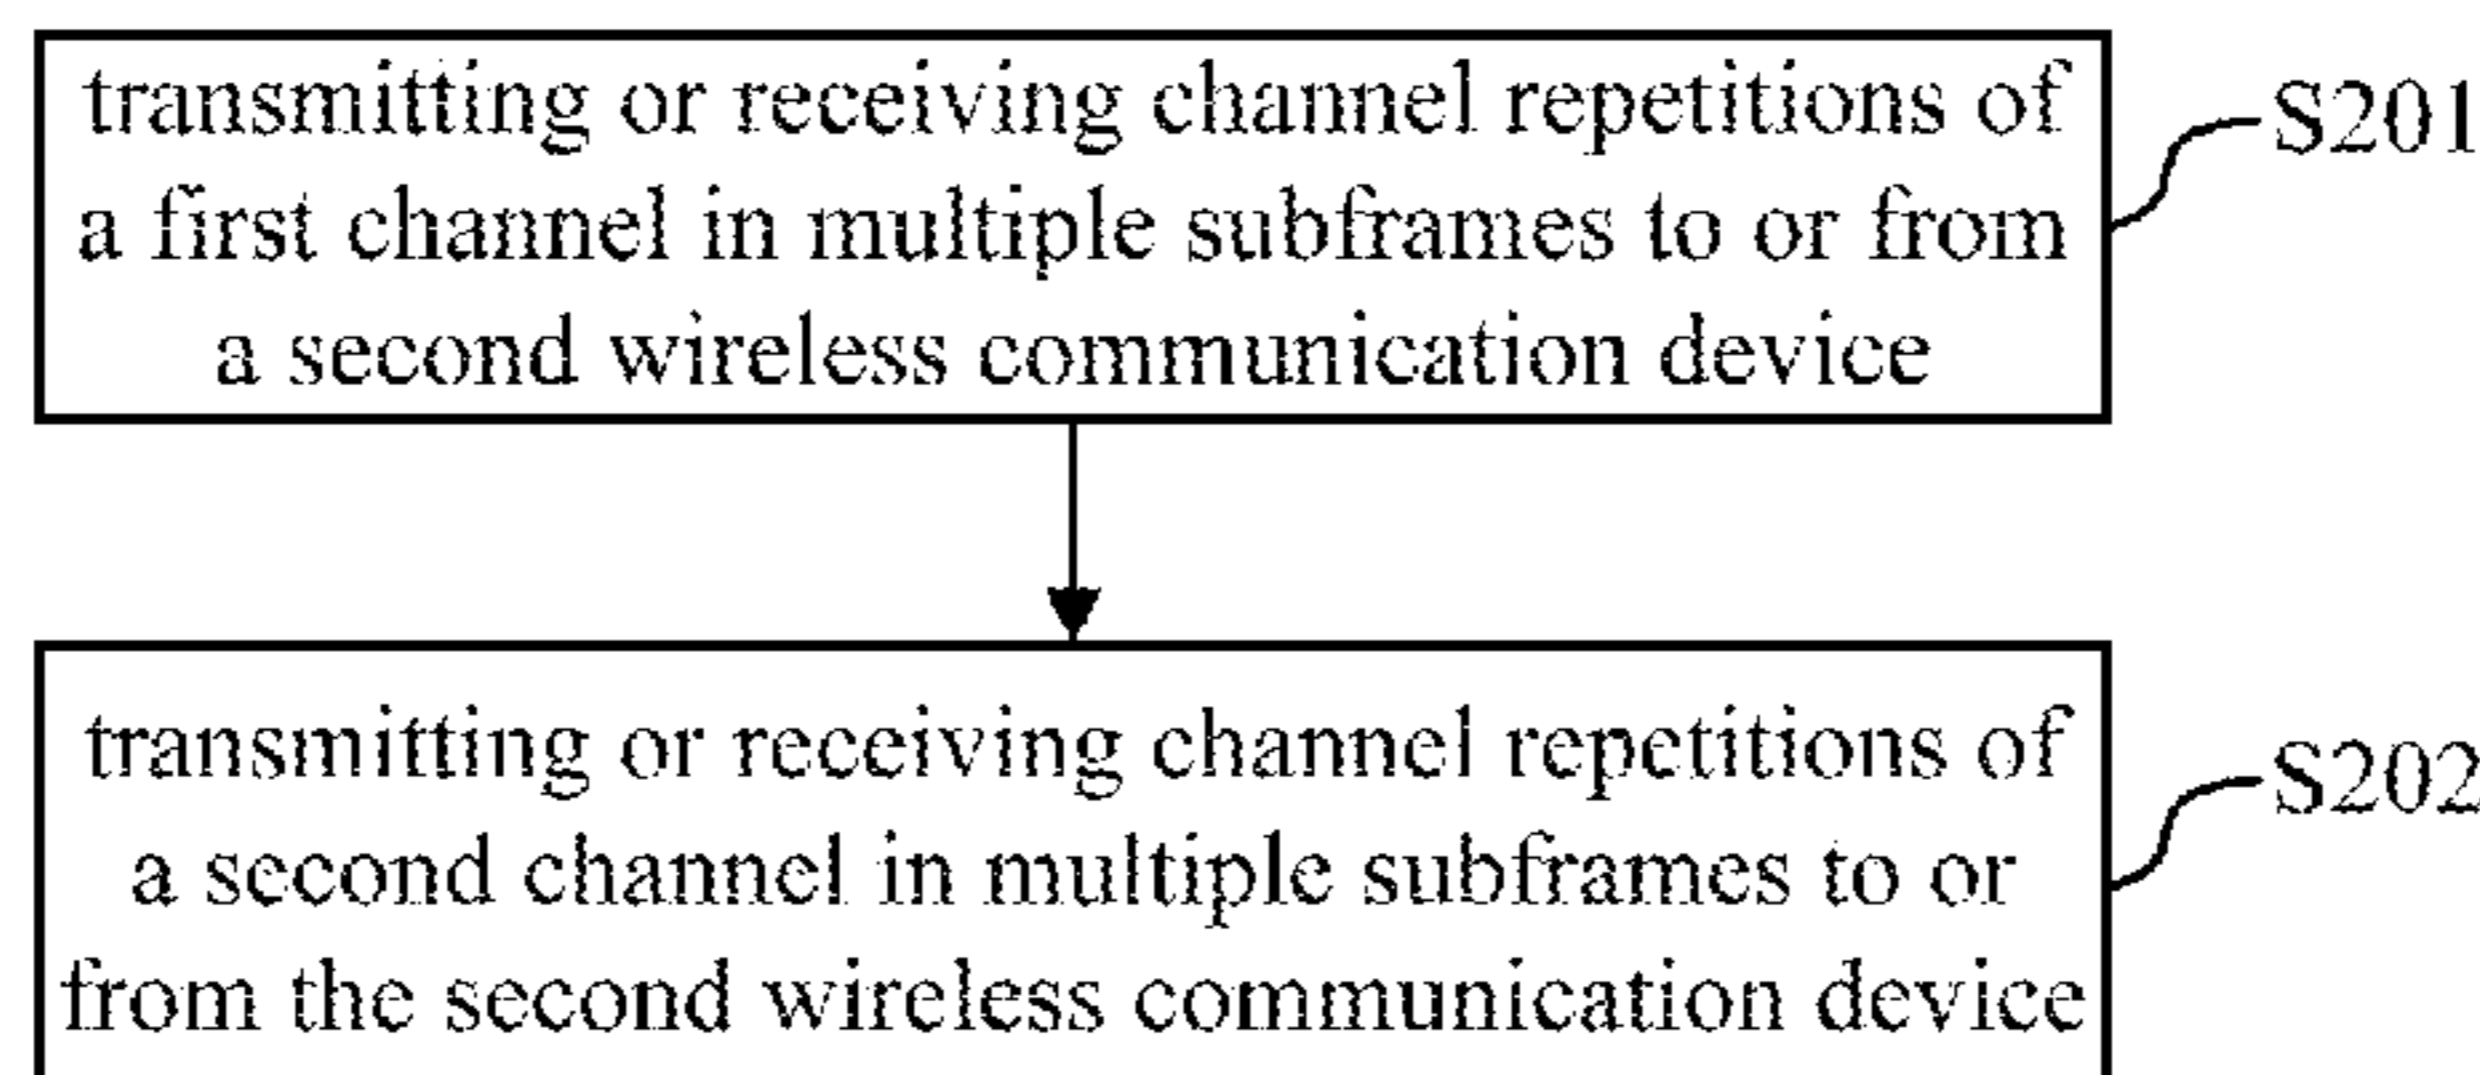 transmitting or receiving channel repetitions of
a first channel in multiple subframes to or from
a second wireless communication device
S201
transmitting or receiving channel repetitions of
a second channel in multiple subframes to or
from the second wireless communication device
S202